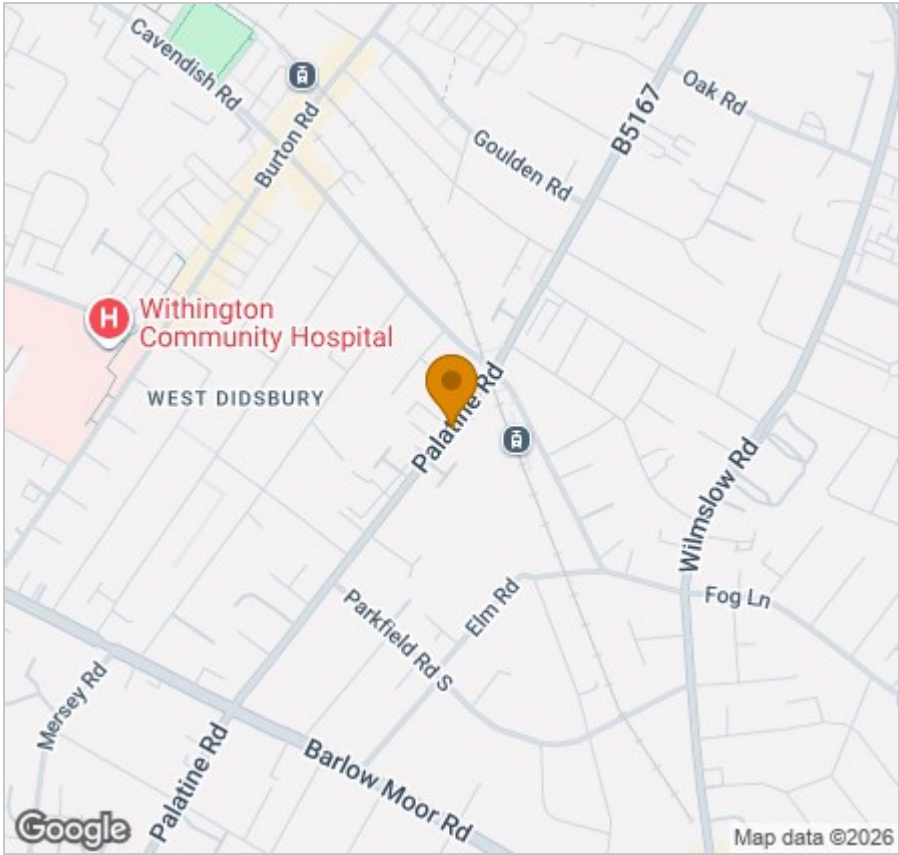 Cavendish Rd
Burton Rd
Goulden Rd
B5167
Oak Rd
H
Withington
Community Hospital
WEST DIDSBURY
Palatine Rd
Wilmslow Rd
Fog Ln
Elm Rd
Parkfield Rd S
Mersey Rd
Palatine Rd
Barlow Moor Rd
Google
Map data ©2026